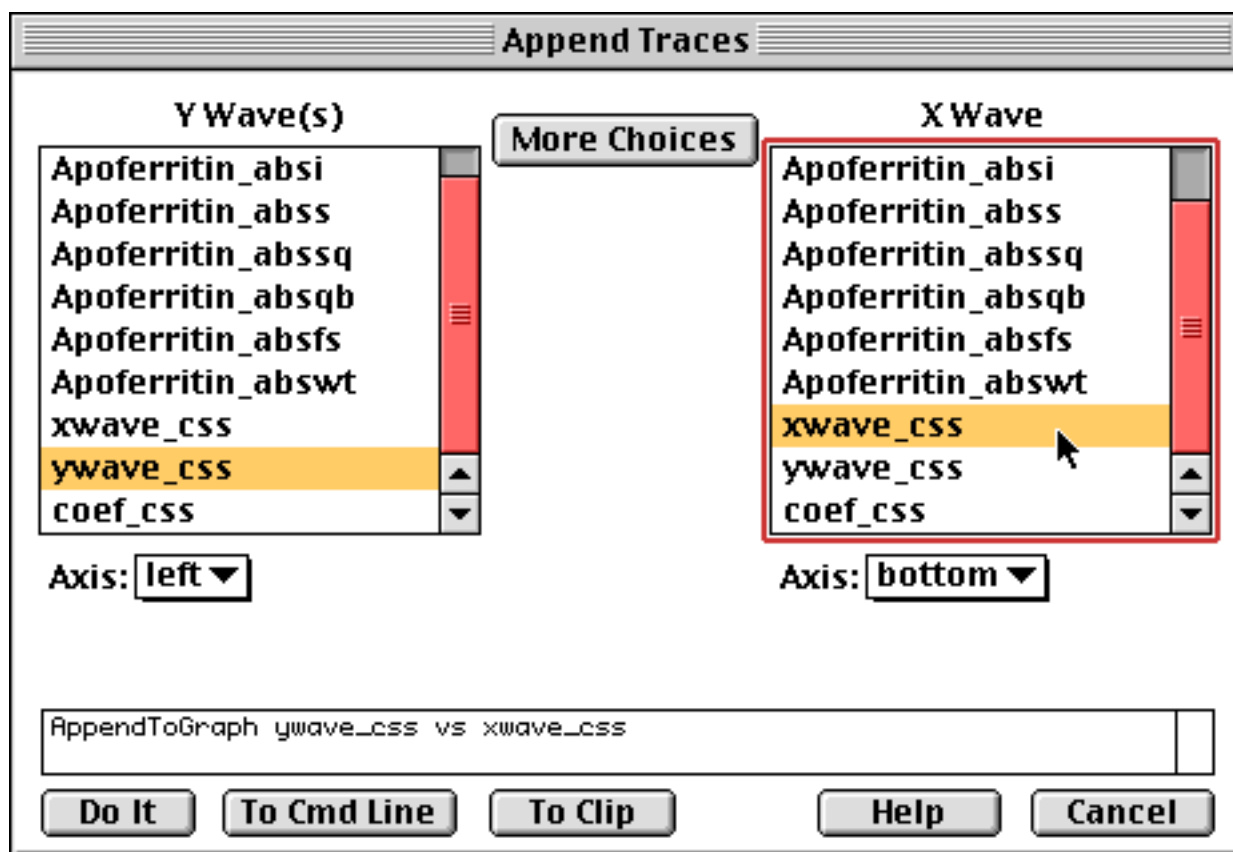 Append Traces
Y Wave(s)
More Choices
X Wave
Apoferritin_absi
Apoferritin_abss
Apoferritin_abssq
Apoferritin_absqb
Apoferritin_absfs
Apoferritin_abswt
xwave_css
ywave_css
coef_css
Apoferritin_absi
Apoferritin_abss
Apoferritin_abssq
Apoferritin_absqb
Apoferritin_absfs
Apoferritin_abswt
xwave_css
ywave_css
coef_css
Axis: left
Axis: bottom
AppendToGraph ywave_css vs xwave_css
Do It
To Cmd Line
To Clip
Help
Cancel